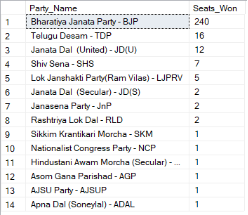 Party_Name Seats_Won
1 Bharatiya Janata Party - BJP 240
2 Telugu Desam - TDP 16
3 Janata Dal (United) - JD(U) 12
4 Shiv Sena - SHS 7
5 Lok Janshakti Party(Ram Vilas) - LJPRV 5
6 Janata Dal (Secular) - JD(S) 2
7 Janasena Party - JnP 2
8 Rashtriya Lok Dal - RLD 2
9 Sikkim Krantikari Morcha - SKM 1
10 Nationalist Congress Party - NCP 1
11 Hindustani Awam Morcha (Secular) - ... 1
12 Asom Gana Parishad - AGP 1
13 AJSU Party - AJSUP 1
14 Apna Dal (Soneylal) - ADAL 1